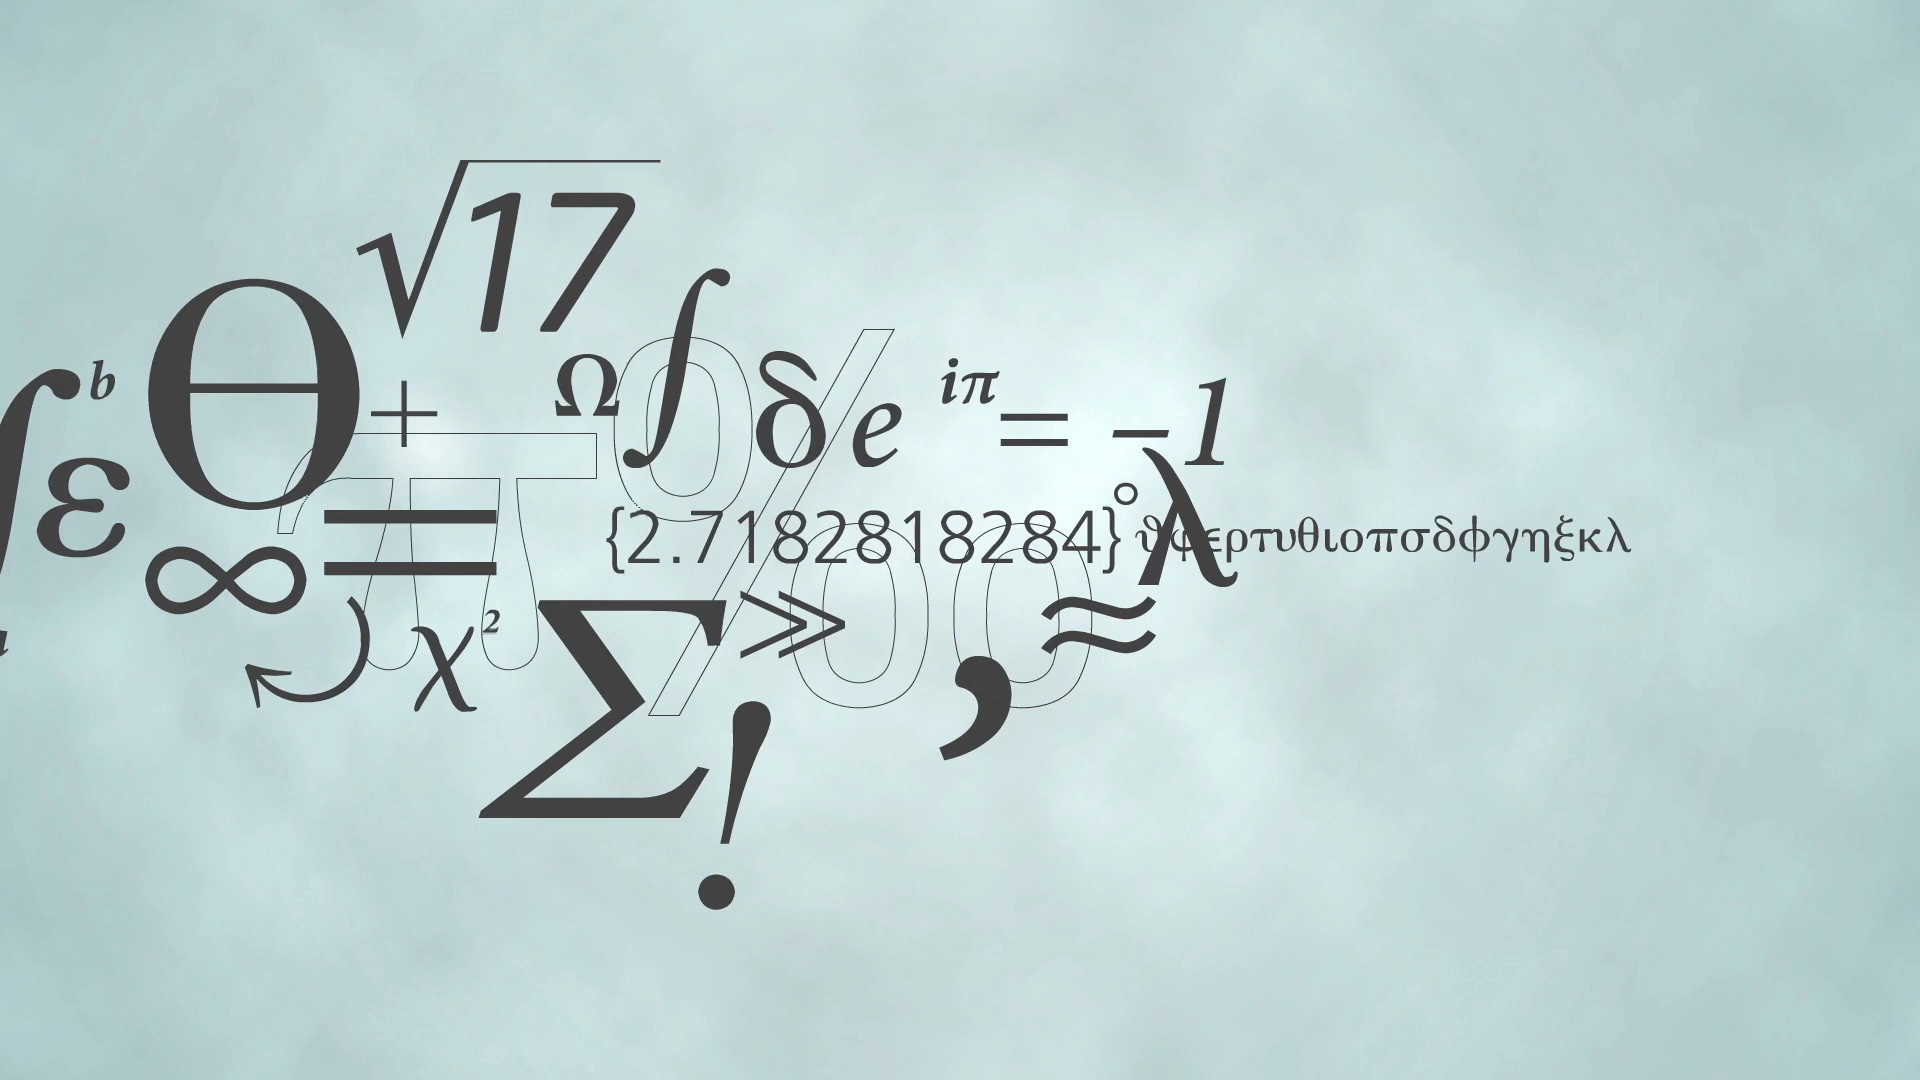 √17
∫ b
Θ
+
Ω
∫
δ
e iπ = −1
ε
=
{2.7182818284}°
λ
ϑφερτυθιοπσδϕγηξκλ
π
‰
∞
χ²
Σ
≫
≈
,
!